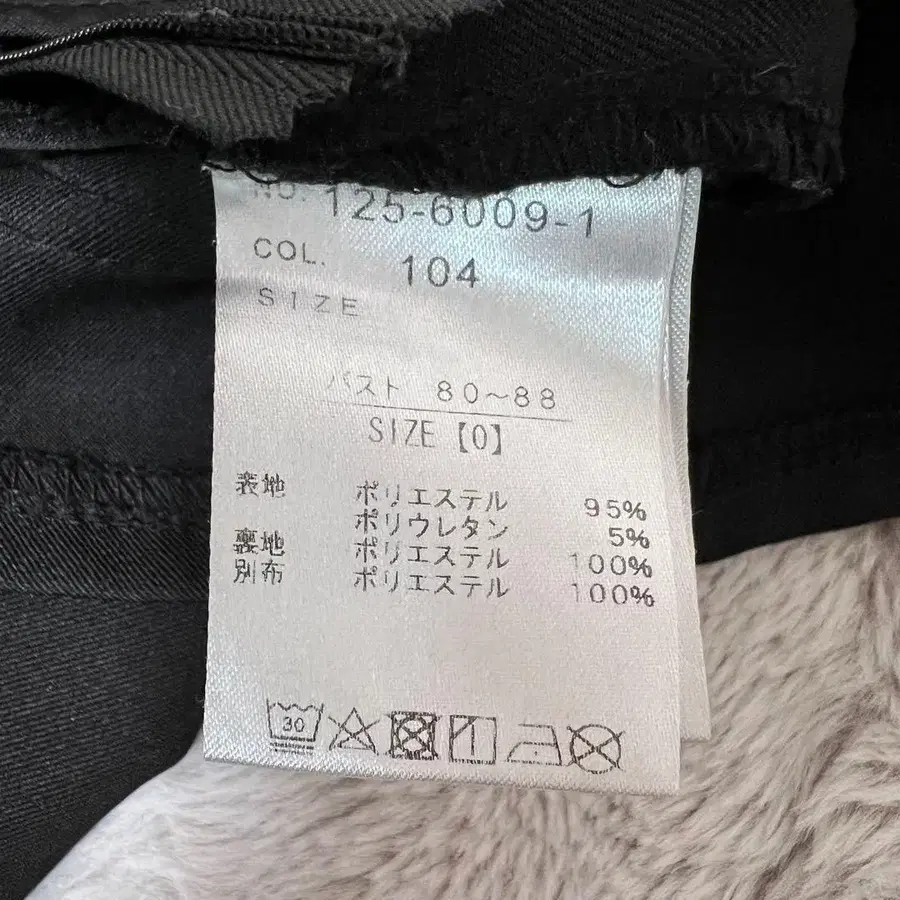 NO. 125-6009-1
COL. 104
SIZE
バスト 80～88
SIZE【0】
表地 ポリエステル 95%
ポリウレタン 5%
裏地 ポリエステル 100%
別布 ポリエステル 100%
30